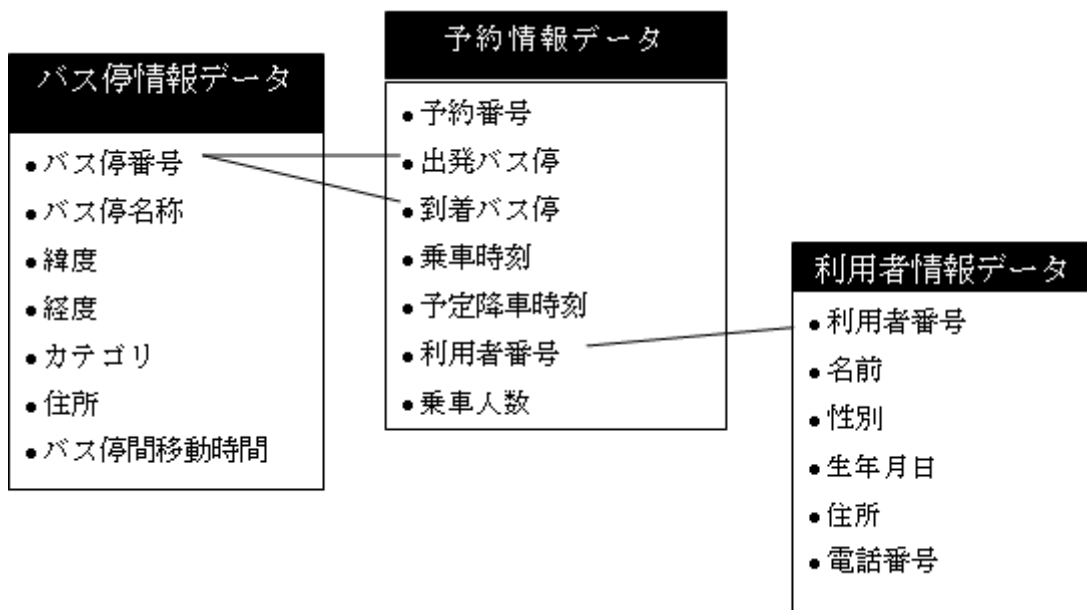 バス停情報データ
• バス停番号
• バス停名称
• 緯度
• 経度
• カテゴリ
• 住所
• バス停間移動時間
予約情報データ
• 予約番号
• 出発バス停
• 到着バス停
• 乗車時刻
• 予定降車時刻
• 利用者番号
• 乗車人数
利用者情報データ
• 利用者番号
• 名前
• 性別
• 生年月日
• 住所
• 電話番号